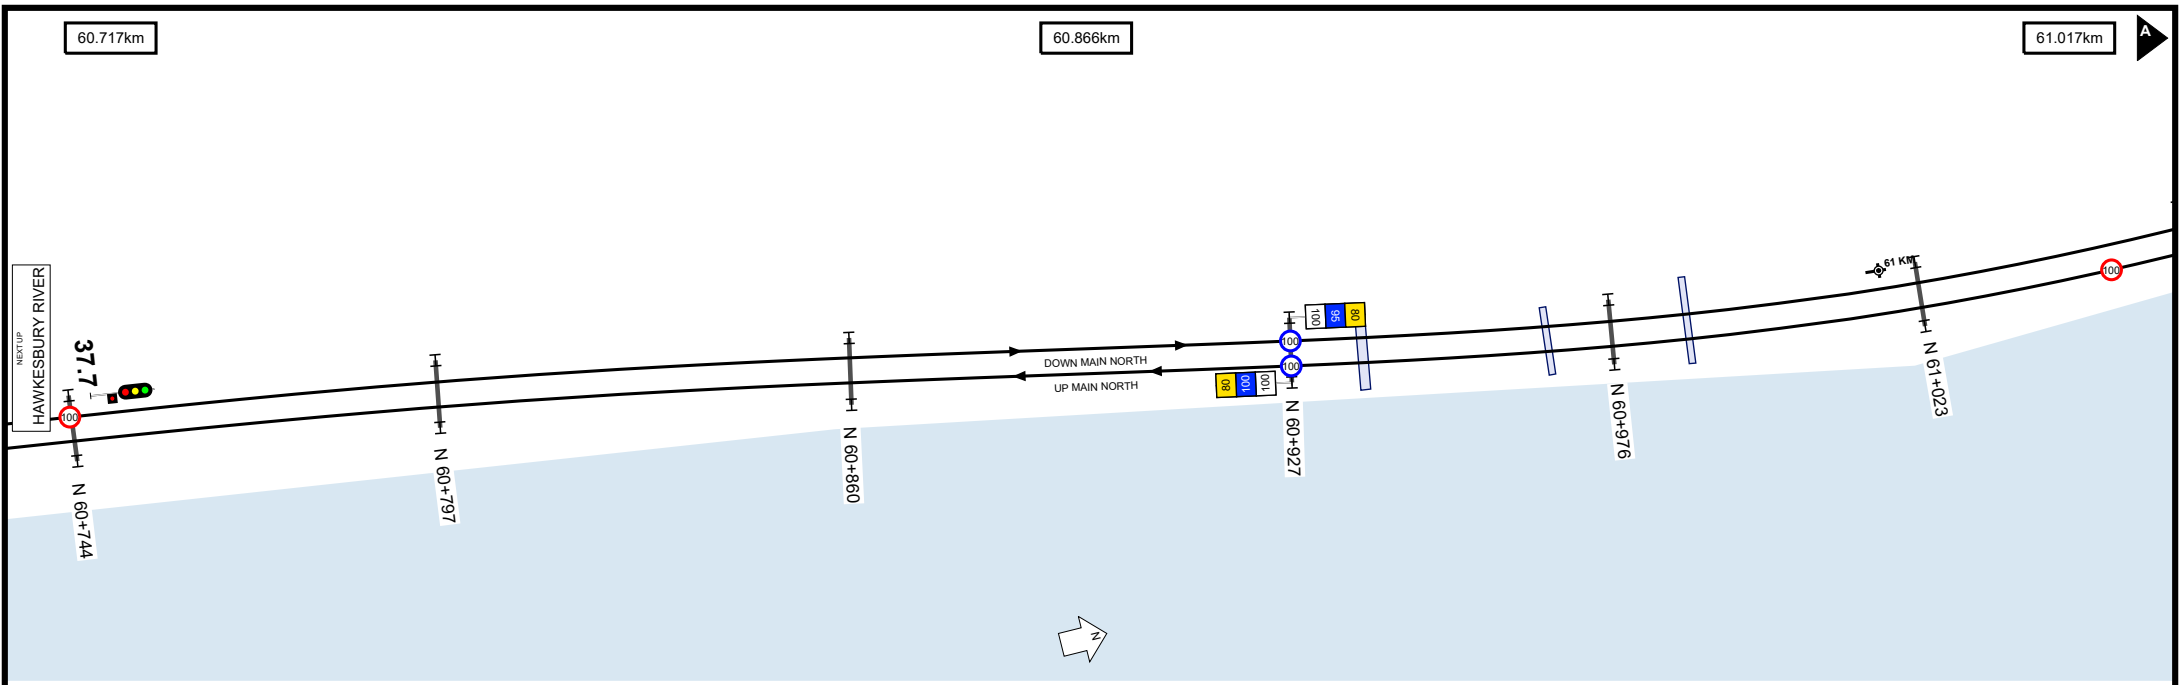 60.717km
60.866km
61.017km
A
NEXT UP
HAWKESBURY RIVER
37.7
100
N 60+744
N 60+797
N 60+860
DOWN MAIN NORTH
UP MAIN NORTH
100 95 80
100
100
80 100 100
N 60+927
N 60+976
61 KM
N 61+023
100
N